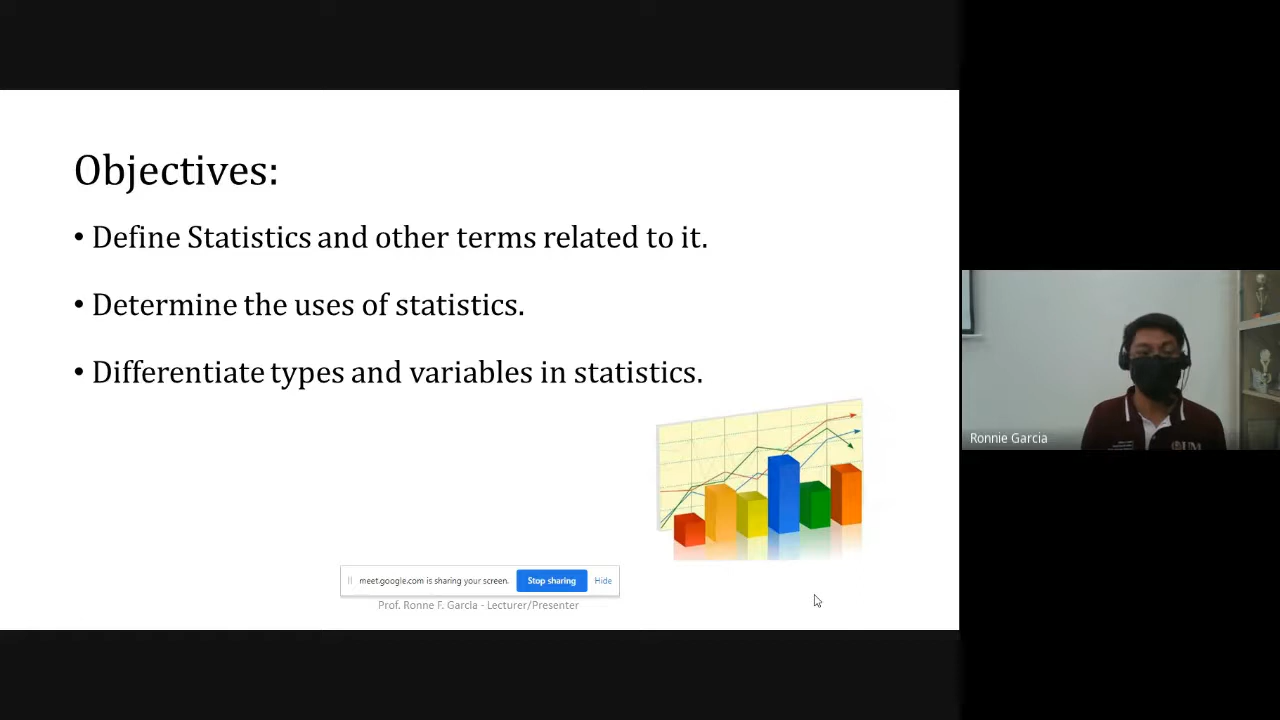 Objectives:
• Define Statistics and other terms related to it.
• Determine the uses of statistics.
• Differentiate types and variables in statistics.
Ronnie Garcia
meet.google.com is sharing your screen.
Stop sharing
Hide
Prof. Ronne F. Garcia - Lecturer/Presenter